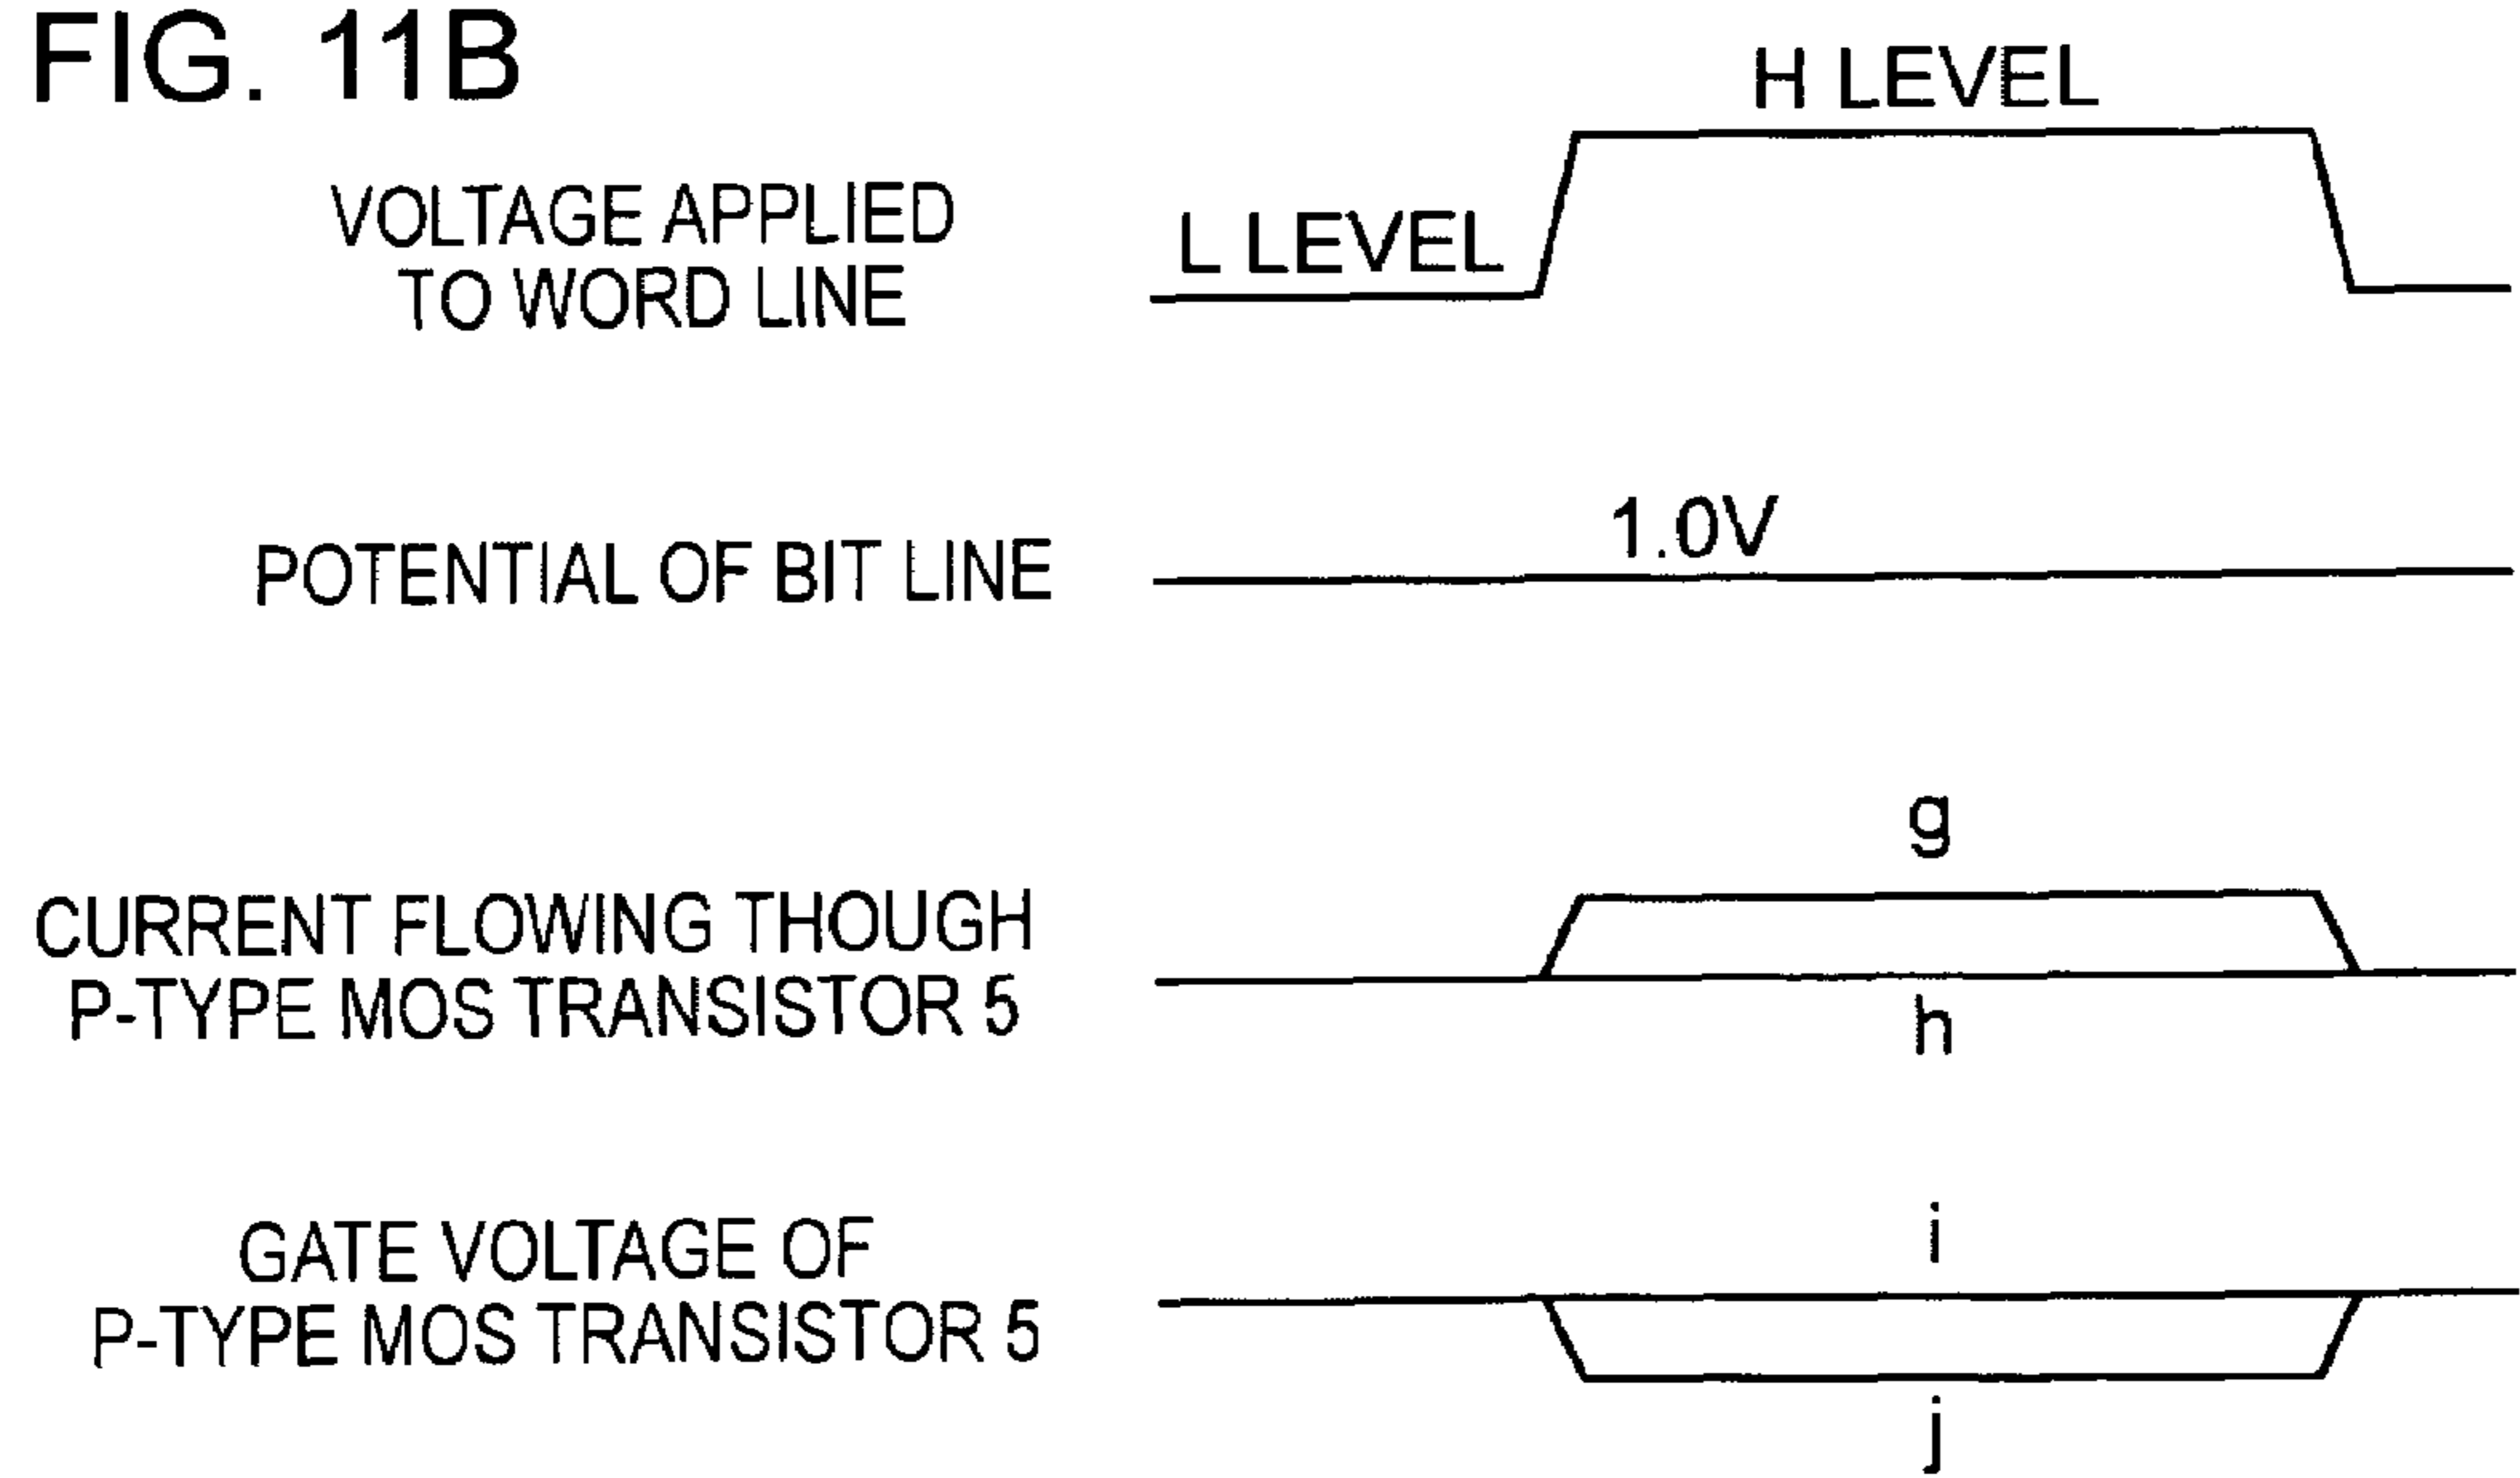 FIG. 11B
H LEVEL
VOLTAGE APPLIED
TO WORD LINE
L LEVEL
1.0V
POTENTIAL OF BIT LINE
g
CURRENT FLOWING THOUGH
P-TYPE MOS TRANSISTOR 5
h
i
GATE VOLTAGE OF
P-TYPE MOS TRANSISTOR 5
j